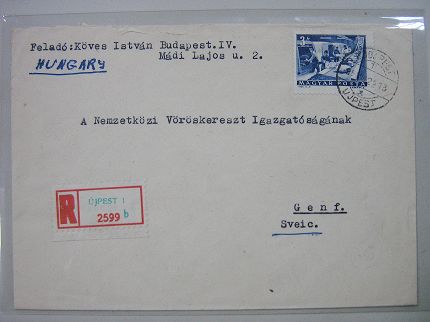 Feladó:Köves István Budapest.IV.
Mádi Lajos u. 2.
HUNGARY
MAGYAR POSTA
ÚJPEST
A Nemzetközi Vöröskereszt Igazgatóságának
R
ÚJPEST 1
2599 b
Genf.
Sveic.